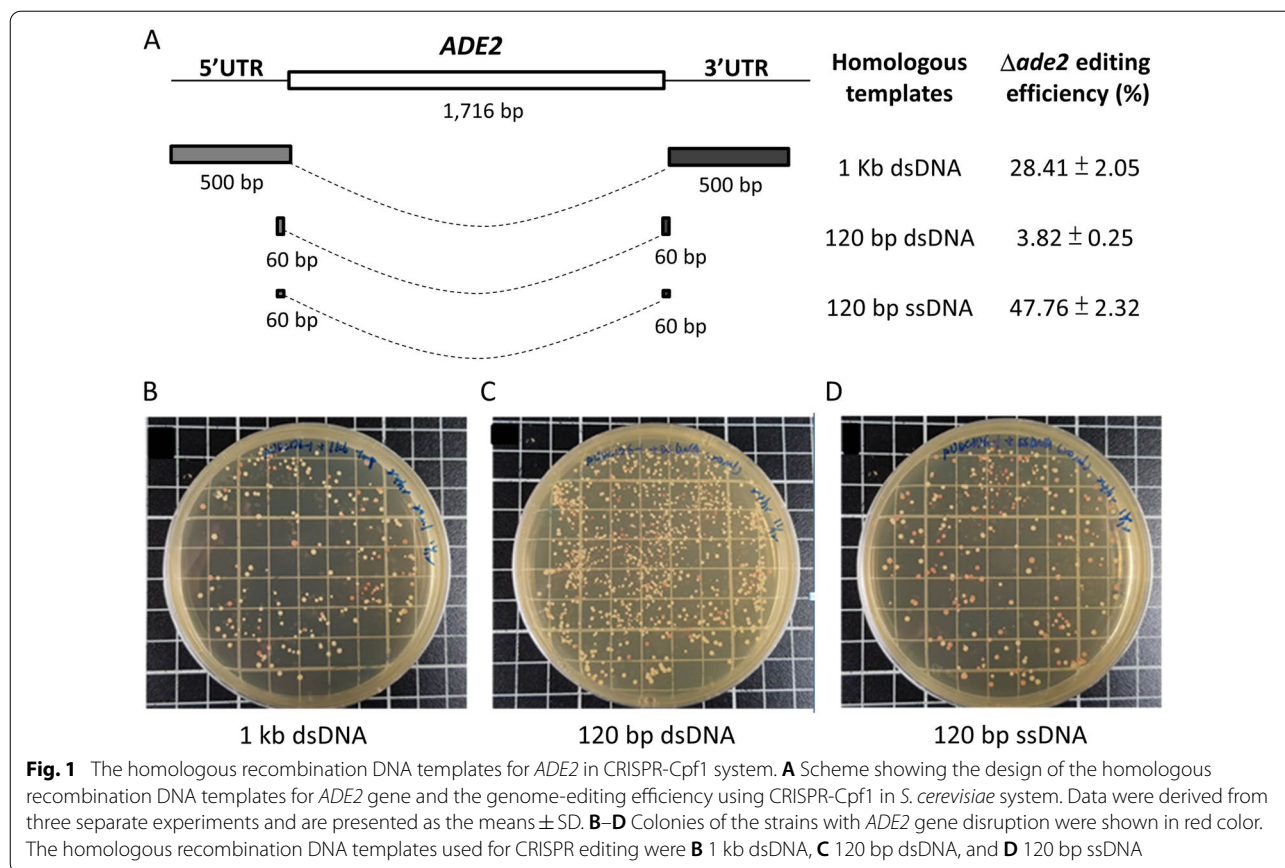 A
ADE2
5'UTR
3'UTR
1,716 bp
Homologous templates
Δade2 editing efficiency (%)
500 bp
500 bp
1 Kb dsDNA
28.41 ± 2.05
60 bp
60 bp
120 bp dsDNA
3.82 ± 0.25
60 bp
60 bp
120 bp ssDNA
47.76 ± 2.32
B
C
D
1 kb dsDNA
120 bp dsDNA
120 bp ssDNA
Fig. 1 The homologous recombination DNA templates for ADE2 in CRISPR-Cpf1 system. A Scheme showing the design of the homologous
recombination DNA templates for ADE2 gene and the genome-editing efficiency using CRISPR-Cpf1 in S. cerevisiae system. Data were derived from
three separate experiments and are presented as the means ± SD. B–D Colonies of the strains with ADE2 gene disruption were shown in red color.
The homologous recombination DNA templates used for CRISPR editing were B 1 kb dsDNA, C 120 bp dsDNA, and D 120 bp ssDNA